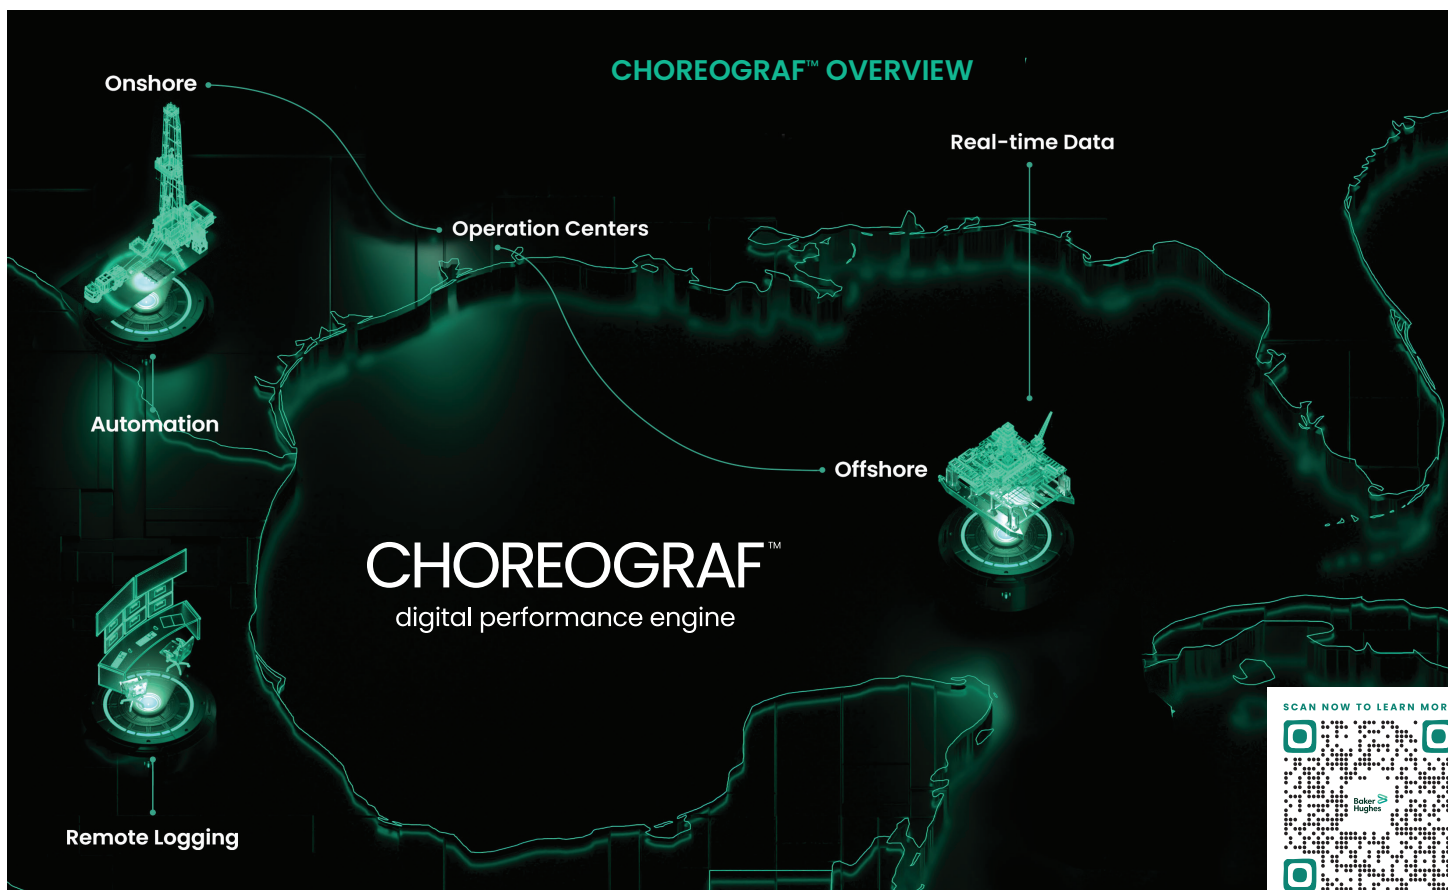 CHOREOGRAF™ OVERVIEW
Onshore
Real-time Data
Operation Centers
Automation
Offshore
CHOREOGRAF™
digital performance engine
Remote Logging
SCAN NOW TO LEARN MOR
Baker
Hughes